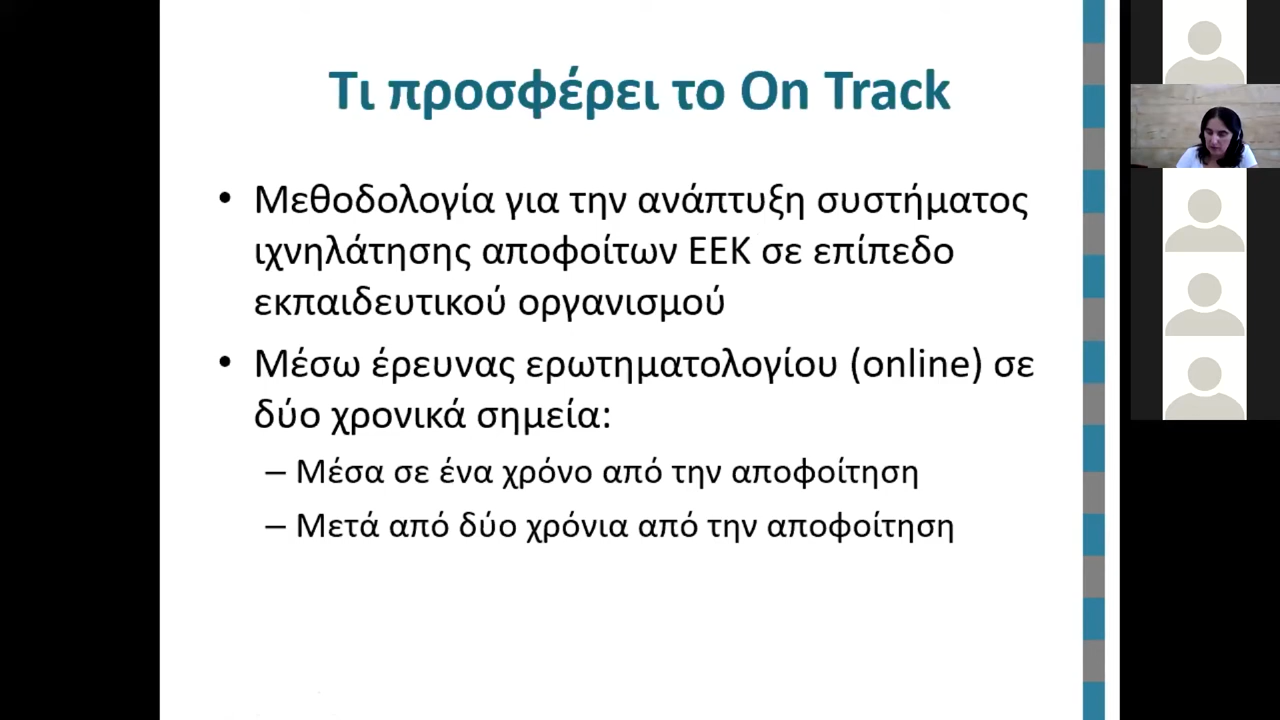 Τι προσφέρει το On Track
• Μεθοδολογία για την ανάπτυξη συστήματος
ιχνηλάτησης αποφοίτων ΕΕΚ σε επίπεδο
εκπαιδευτικού οργανισμού
• Μέσω έρευνας ερωτηματολογίου (online) σε
δύο χρονικά σημεία:
– Μέσα σε ένα χρόνο από την αποφοίτηση
– Μετά από δύο χρόνια από την αποφοίτηση